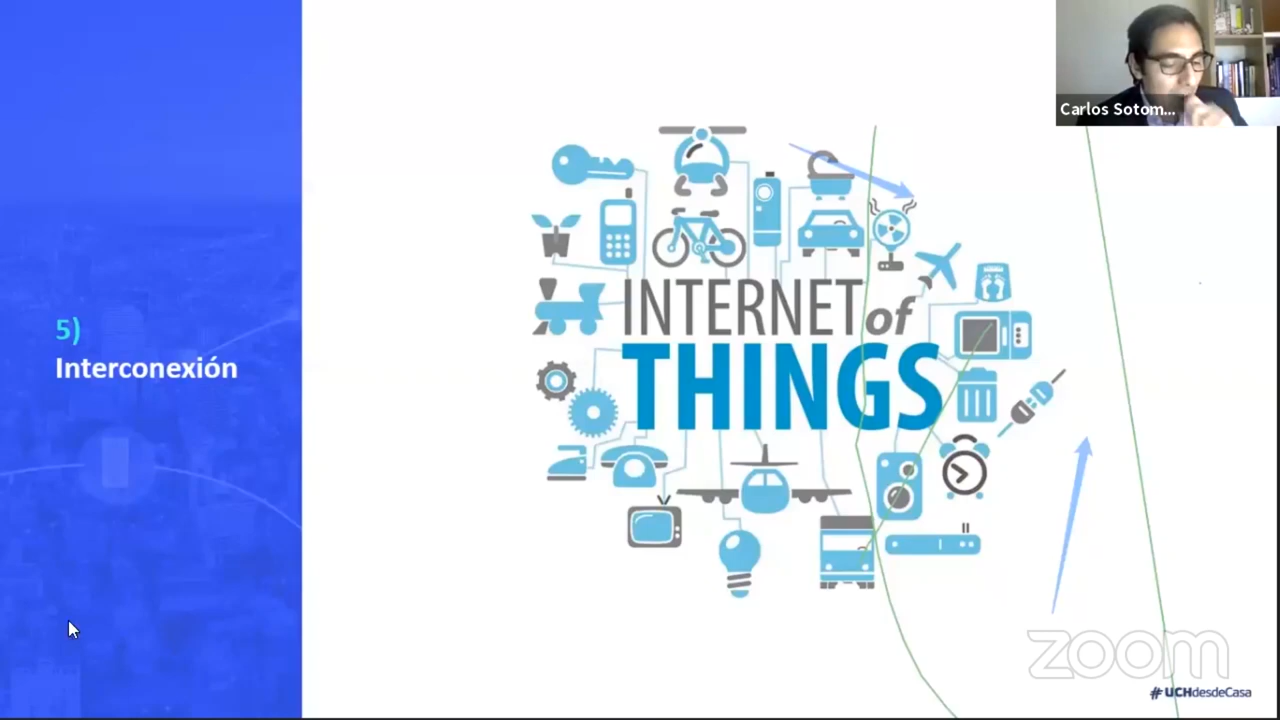 Carlos Sotom...
5)
Interconexión
INTERNET of
THINGS
zoom
#UCHdesdeCasa